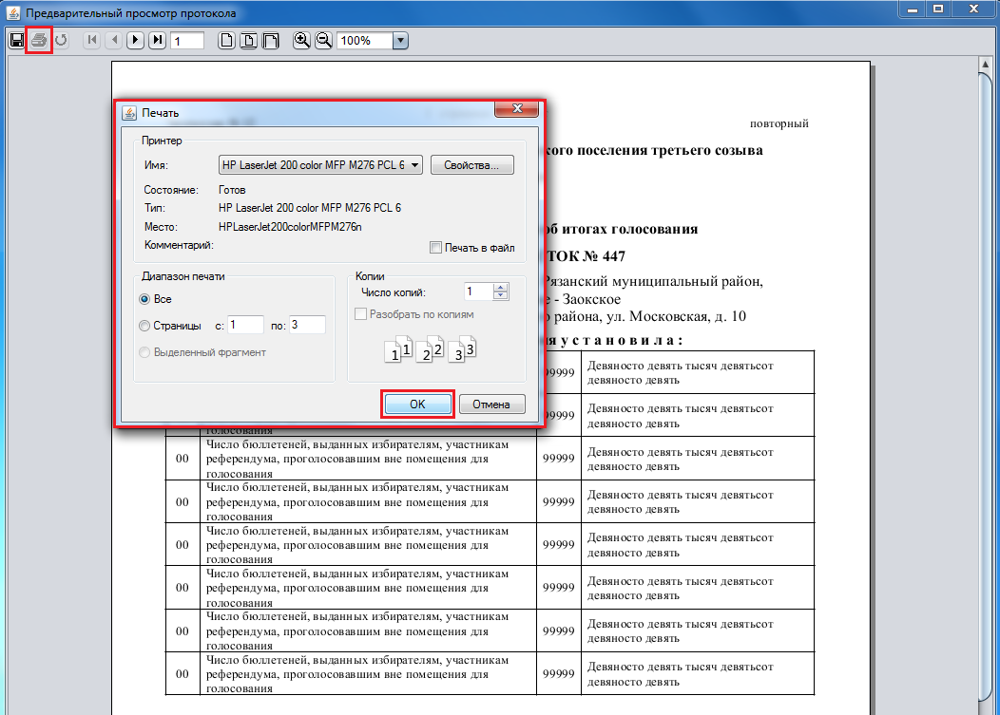 Предварительный просмотр протокола
1
100%
повторный
кого поселения третьего созыва
об итогах голосования
ТОК № 447
Рязанский муниципальный район,
е - Заокское
о района, ул. Московская, д. 10
ия у с т а н о в и л а :
Печать
Принтер
Имя: HP LaserJet 200 color MFP M276 PCL 6 Свойства...
Состояние: Готов
Тип: HP LaserJet 200 color MFP M276 PCL 6
Место: HPLaserJet200colorMFPM276n
Комментарий: Печать в файл
Диапазон печати
Все
Страницы с: 1 по: 3
Выделенный фрагмент
Копии
Число копий: 1
Разобрать по копиям
1 1 2 2 3 3
ОК Отмена
99999 Девяносто девять тысяч девятьсот
девяносто девять
99999 Девяносто девять тысяч девятьсот
девяносто девять
голосования
00 Число бюллетеней, выданных избирателям, участникам
референдума, проголосовавшим вне помещения для
голосования
99999 Девяносто девять тысяч девятьсот
девяносто девять
00 Число бюллетеней, выданных избирателям, участникам
референдума, проголосовавшим вне помещения для
голосования
99999 Девяносто девять тысяч девятьсот
девяносто девять
00 Число бюллетеней, выданных избирателям, участникам
референдума, проголосовавшим вне помещения для
голосования
99999 Девяносто девять тысяч девятьсот
девяносто девять
00 Число бюллетеней, выданных избирателям, участникам
референдума, проголосовавшим вне помещения для
голосования
99999 Девяносто девять тысяч девятьсот
девяносто девять
00 Число бюллетеней, выданных избирателям, участникам
референдума, проголосовавшим вне помещения для
голосования
99999 Девяносто девять тысяч девятьсот
девяносто девять
00 Число бюллетеней, выданных избирателям, участникам
референдума, проголосовавшим вне помещения для
голосования
99999 Девяносто девять тысяч девятьсот
девяносто девять